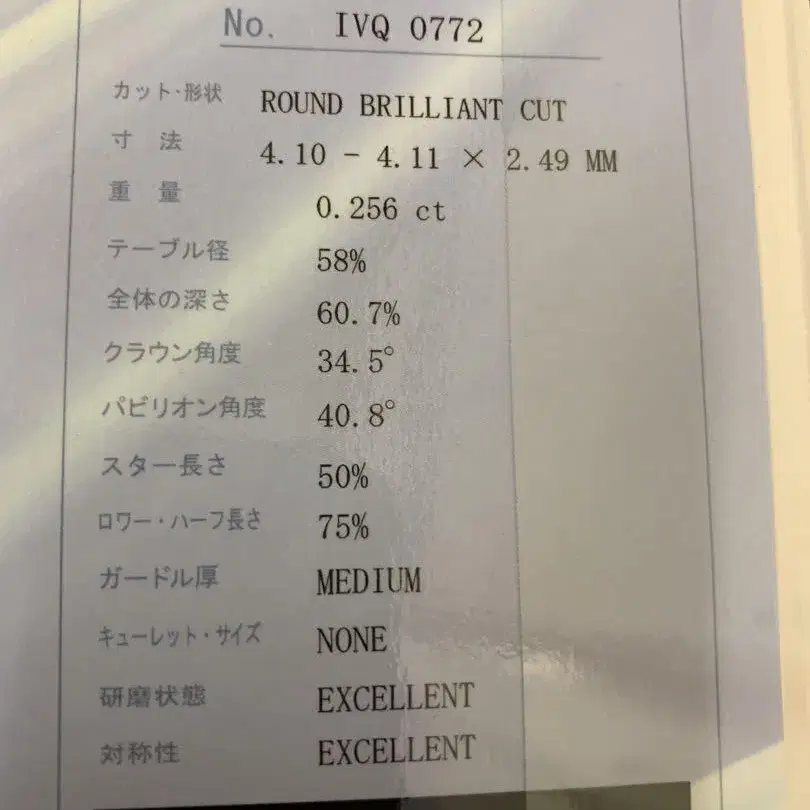 No. IVQ 0772
カット・形状 ROUND BRILLIANT CUT
寸 法 4.10 - 4.11 × 2.49 MM
重 量 0.256 ct
テーブル径 58%
全体の深さ 60.7%
クラウン角度 34.5°
パビリオン角度 40.8°
スター長さ 50%
ロワー・ハーフ長さ 75%
ガードル厚 MEDIUM
キューレット・サイズ NONE
研磨状態 EXCELLENT
対称性 EXCELLENT